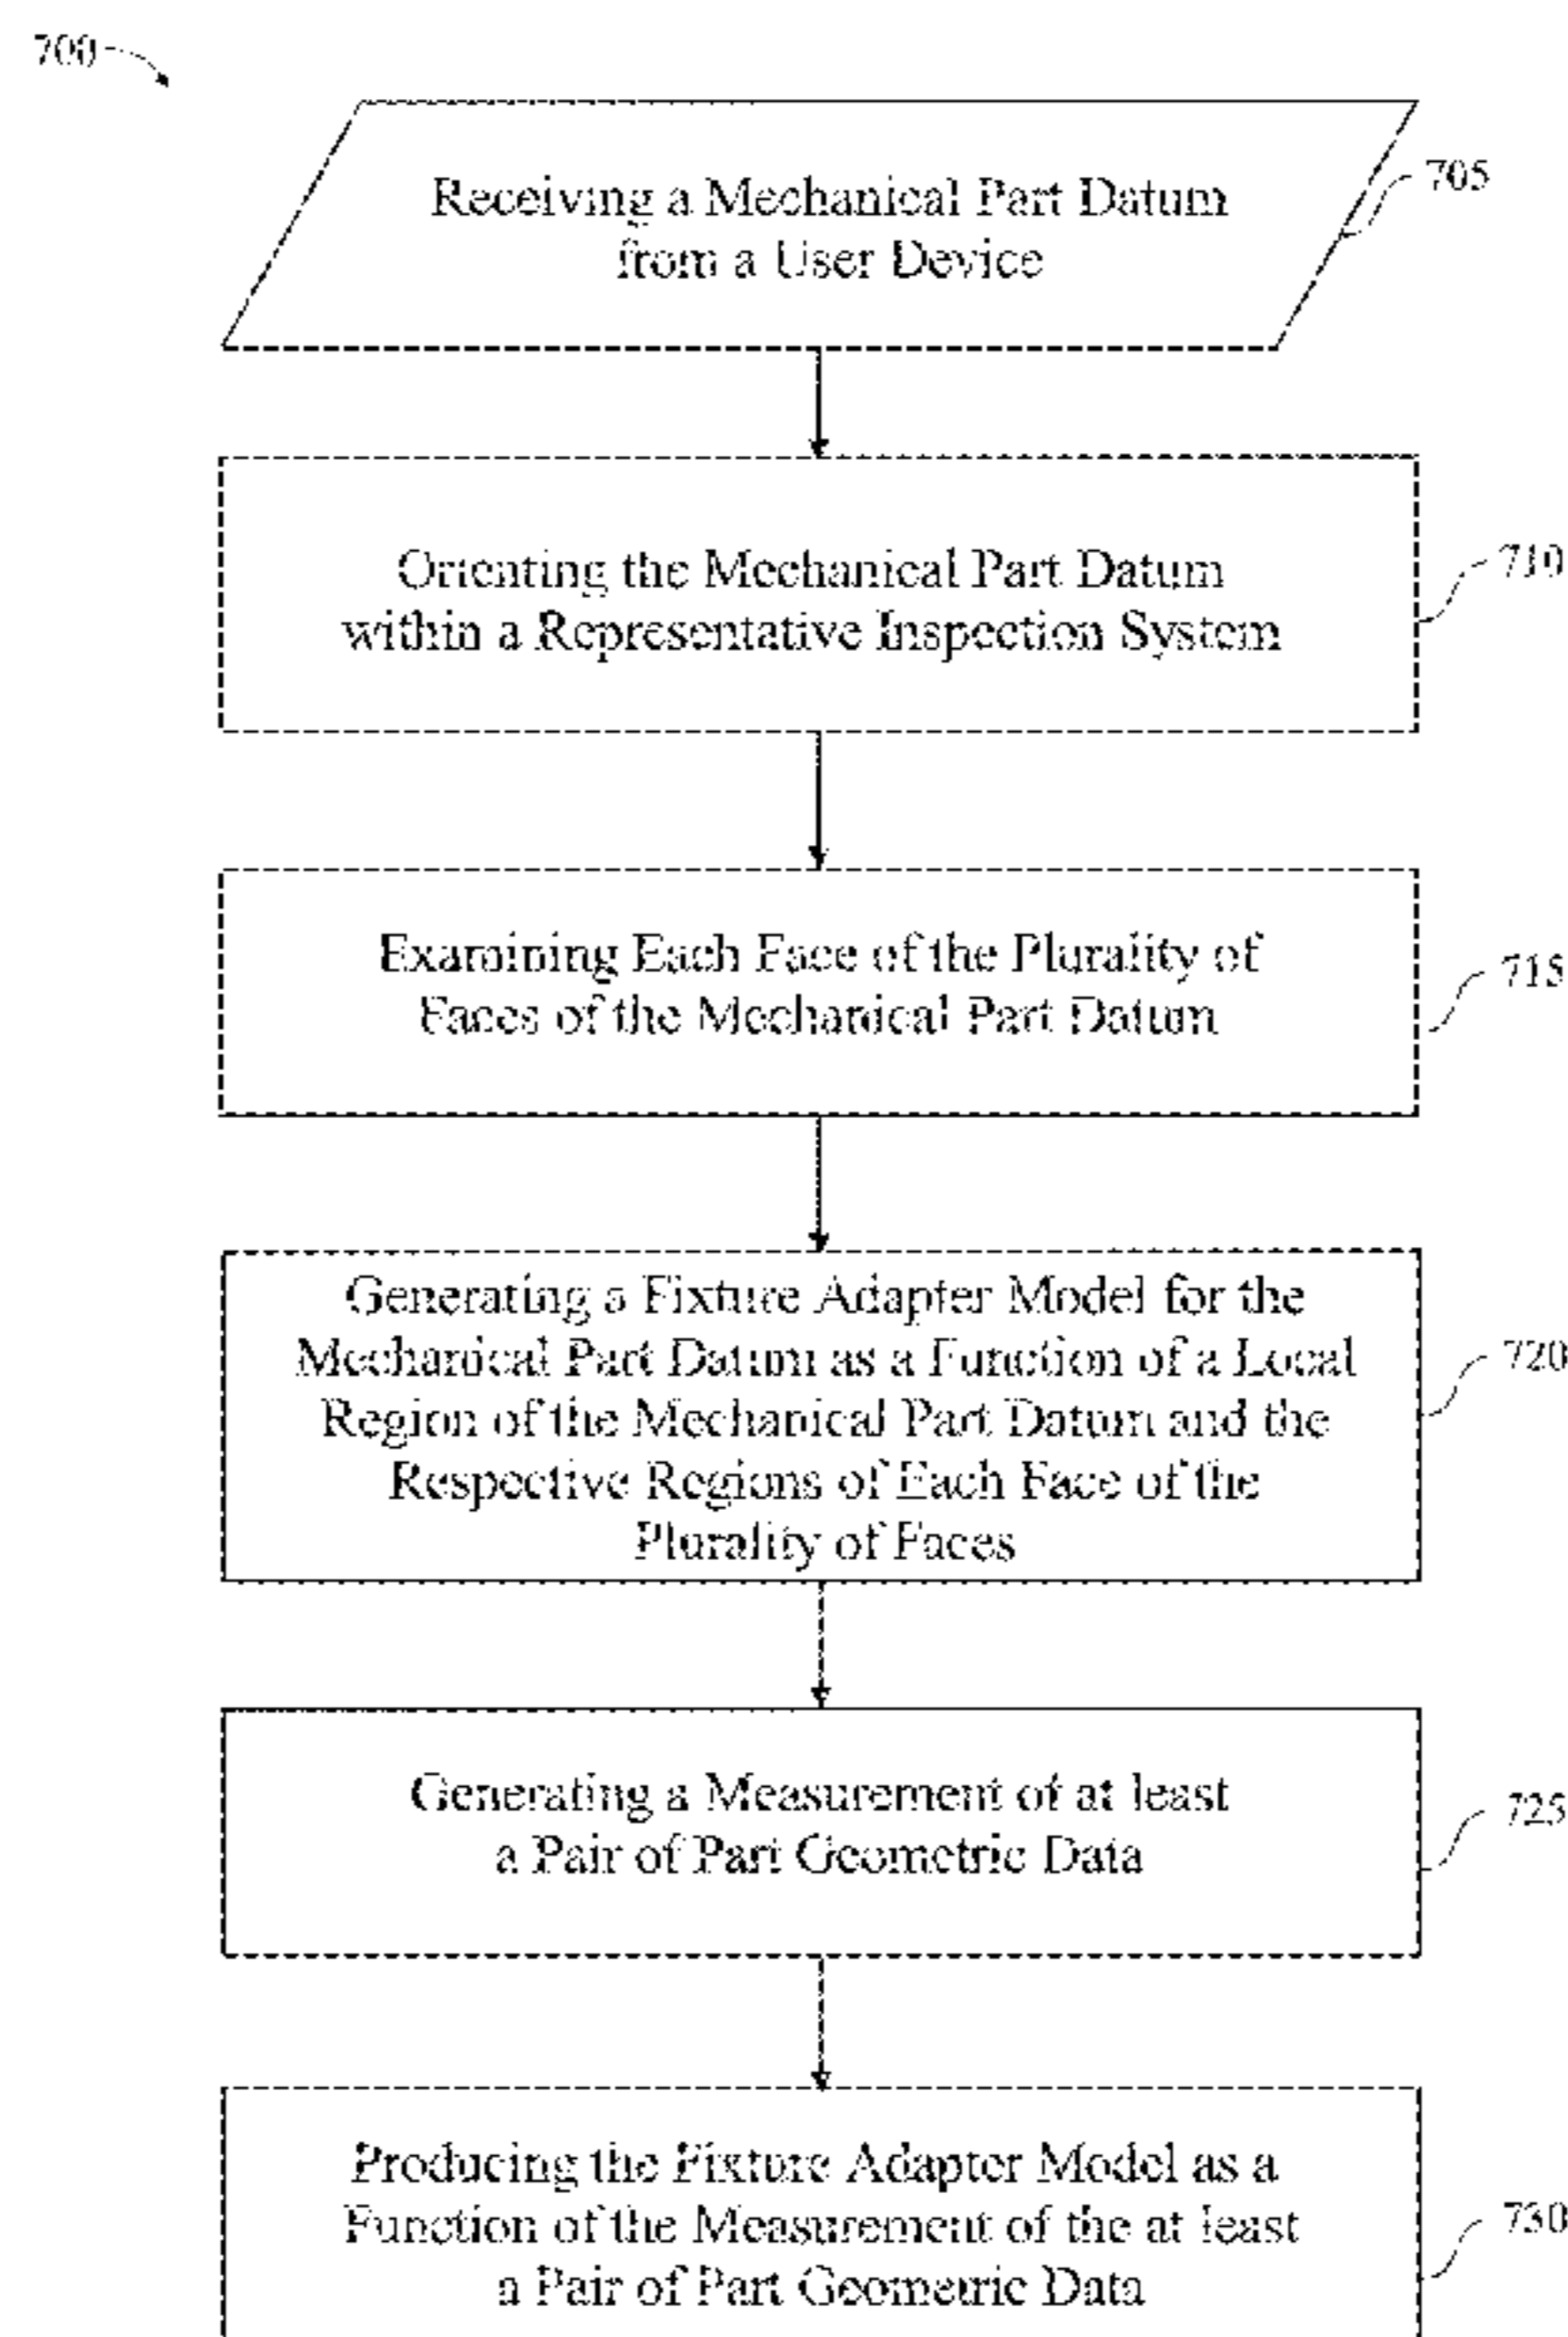 700
Receiving a Mechanical Part Datum
from a User Device
705
Orienting the Mechanical Part Datum
within a Representative Inspection System
710
Examining Each Face of the Plurality of
Faces of the Mechanical Part Datum
715
Generating a Fixture Adapter Model for the
Mechanical Part Datum as a Function of a Local
Region of the Mechanical Part Datum and the
Respective Regions of Each Face of the
Plurality of Faces
720
Generating a Measurement of at least
a Pair of Part Geometric Data
725
Producing the Fixture Adapter Model as a
Function of the Measurement of the at least
a Pair of Part Geometric Data
730